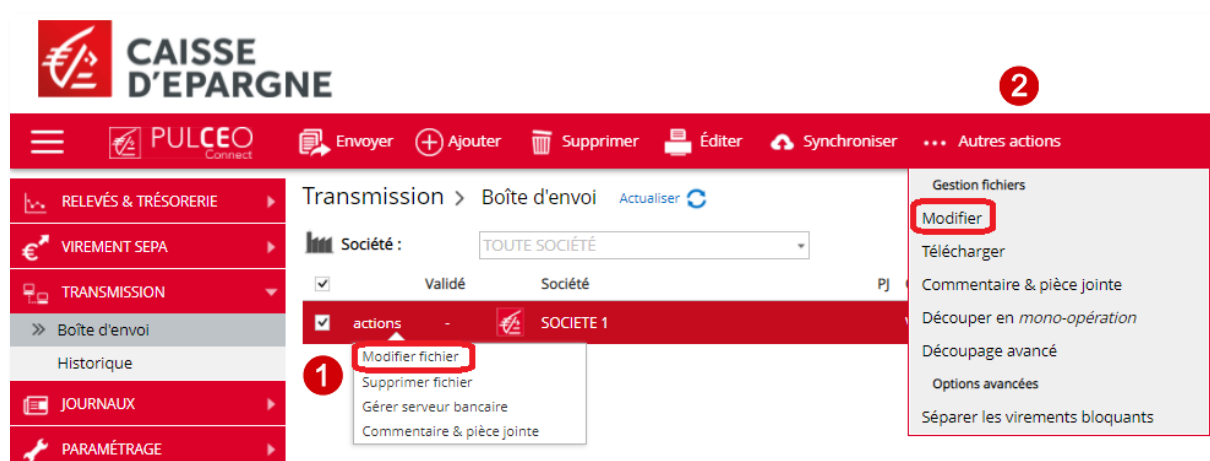 CAISSE
D'EPARGNE
2
PULCEO
Connect
Envoyer
Ajouter
Supprimer
Éditer
Synchroniser
Autres actions
RELEVÉS & TRÉSORERIE
VIREMENT SEPA
TRANSMISSION
Boîte d'envoi
Historique
JOURNAUX
PARAMÉTRAGE
Transmission > Boîte d'envoi Actualiser
Société : TOUTE SOCIÉTÉ
Validé Société PJ
actions - SOCIETE 1
1
Modifier fichier
Supprimer fichier
Gérer serveur bancaire
Commentaire & pièce jointe
Gestion fichiers
Modifier
Télécharger
Commentaire & pièce jointe
Découper en mono-opération
Découpage avancé
Options avancées
Séparer les virements bloquants